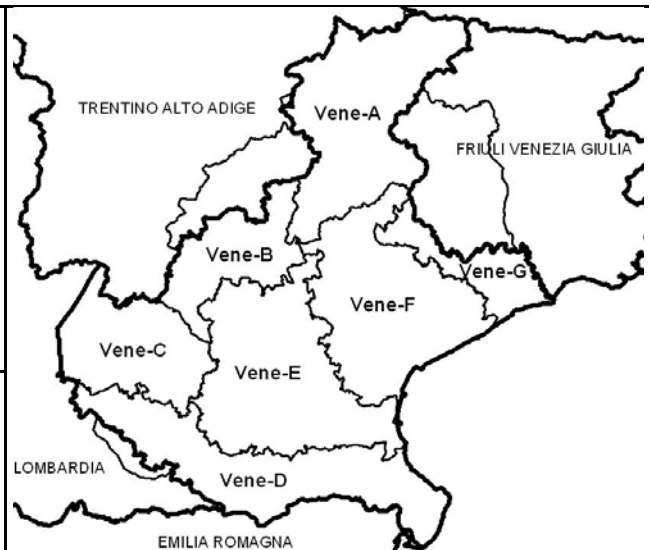 Vene-A
TRENTINO ALTO ADIGE
FRIULI VENEZIA GIULIA
Vene-B
Vene-G
Vene-F
Vene-C
Vene-E
LOMBARDIA
Vene-D
EMILIA ROMAGNA